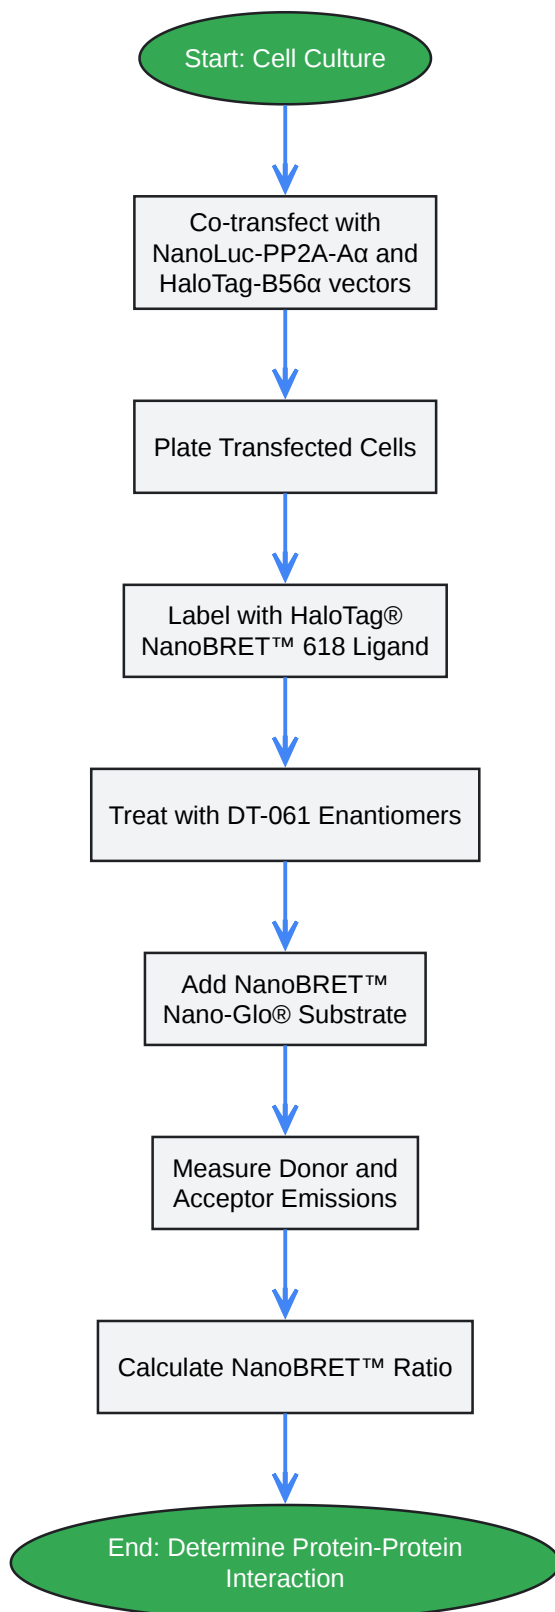 Start: Cell Culture
Co-transfect with
NanoLuc-PP2A-Aα and
HaloTag-B56α vectors
Plate Transfected Cells
Label with HaloTag®
NanoBRET™ 618 Ligand
Treat with DT-061 Enantiomers
Add NanoBRET™
Nano-Glo® Substrate
Measure Donor and
Acceptor Emissions
Calculate NanoBRET™ Ratio
End: Determine Protein-Protein
Interaction